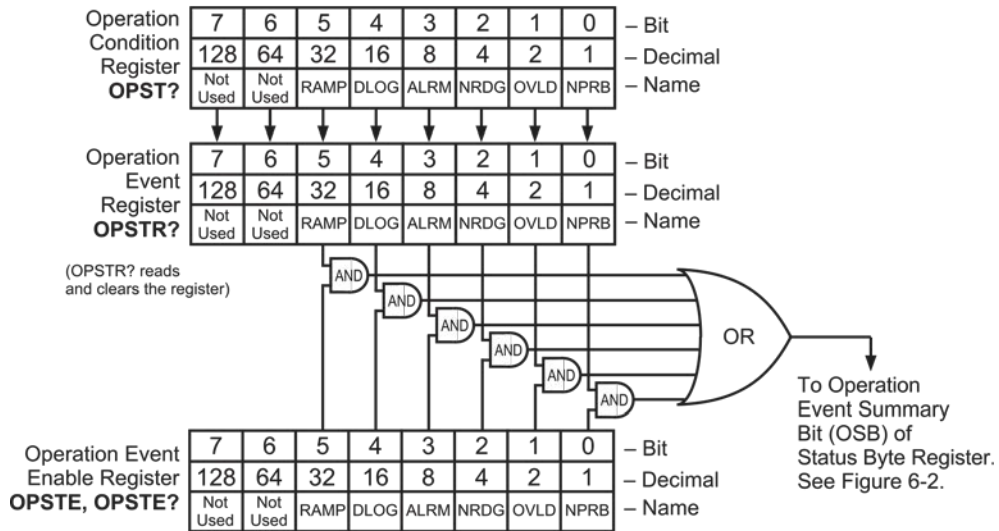 Operation
Condition
Register
OPST?
7 6 5 4 3 2 1 0 – Bit
128 64 32 16 8 4 2 1 – Decimal
Not Used Not Used RAMP DLOG ALRM NRDG OVLD NPRB – Name
Operation
Event
Register
OPSTR?
7 6 5 4 3 2 1 0 – Bit
128 64 32 16 8 4 2 1 – Decimal
Not Used Not Used RAMP DLOG ALRM NRDG OVLD NPRB – Name
(OPSTR? reads
and clears the register)
AND
AND
AND
AND
AND
AND
OR
To Operation
Event Summary
Bit (OSB) of
Status Byte Register.
See Figure 6-2.
Operation Event
Enable Register
OPSTE, OPSTE?
7 6 5 4 3 2 1 0 – Bit
128 64 32 16 8 4 2 1 – Decimal
Not Used Not Used RAMP DLOG ALRM NRDG OVLD NPRB – Name